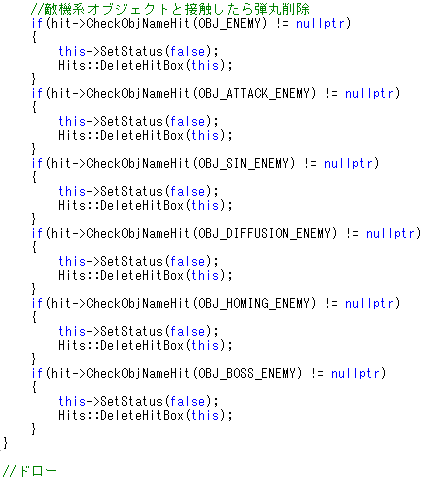 //敵機系オブジェクトと接触したら弾丸削除
if(hit->CheckObjNameHit(OBJ_ENEMY) != nullptr)
{
this->SetStatus(false);
Hits::DeleteHitBox(this);
}
if(hit->CheckObjNameHit(OBJ_ATTACK_ENEMY) != nullptr)
{
this->SetStatus(false);
Hits::DeleteHitBox(this);
}
if(hit->CheckObjNameHit(OBJ_SIN_ENEMY) != nullptr)
{
this->SetStatus(false);
Hits::DeleteHitBox(this);
}
if(hit->CheckObjNameHit(OBJ_DIFFUSION_ENEMY) != nullptr)
{
this->SetStatus(false);
Hits::DeleteHitBox(this);
}
if(hit->CheckObjNameHit(OBJ_HOMING_ENEMY) != nullptr)
{
this->SetStatus(false);
Hits::DeleteHitBox(this);
}
if(hit->CheckObjNameHit(OBJ_BOSS_ENEMY) != nullptr)
{
this->SetStatus(false);
Hits::DeleteHitBox(this);
}
}
//ドロー